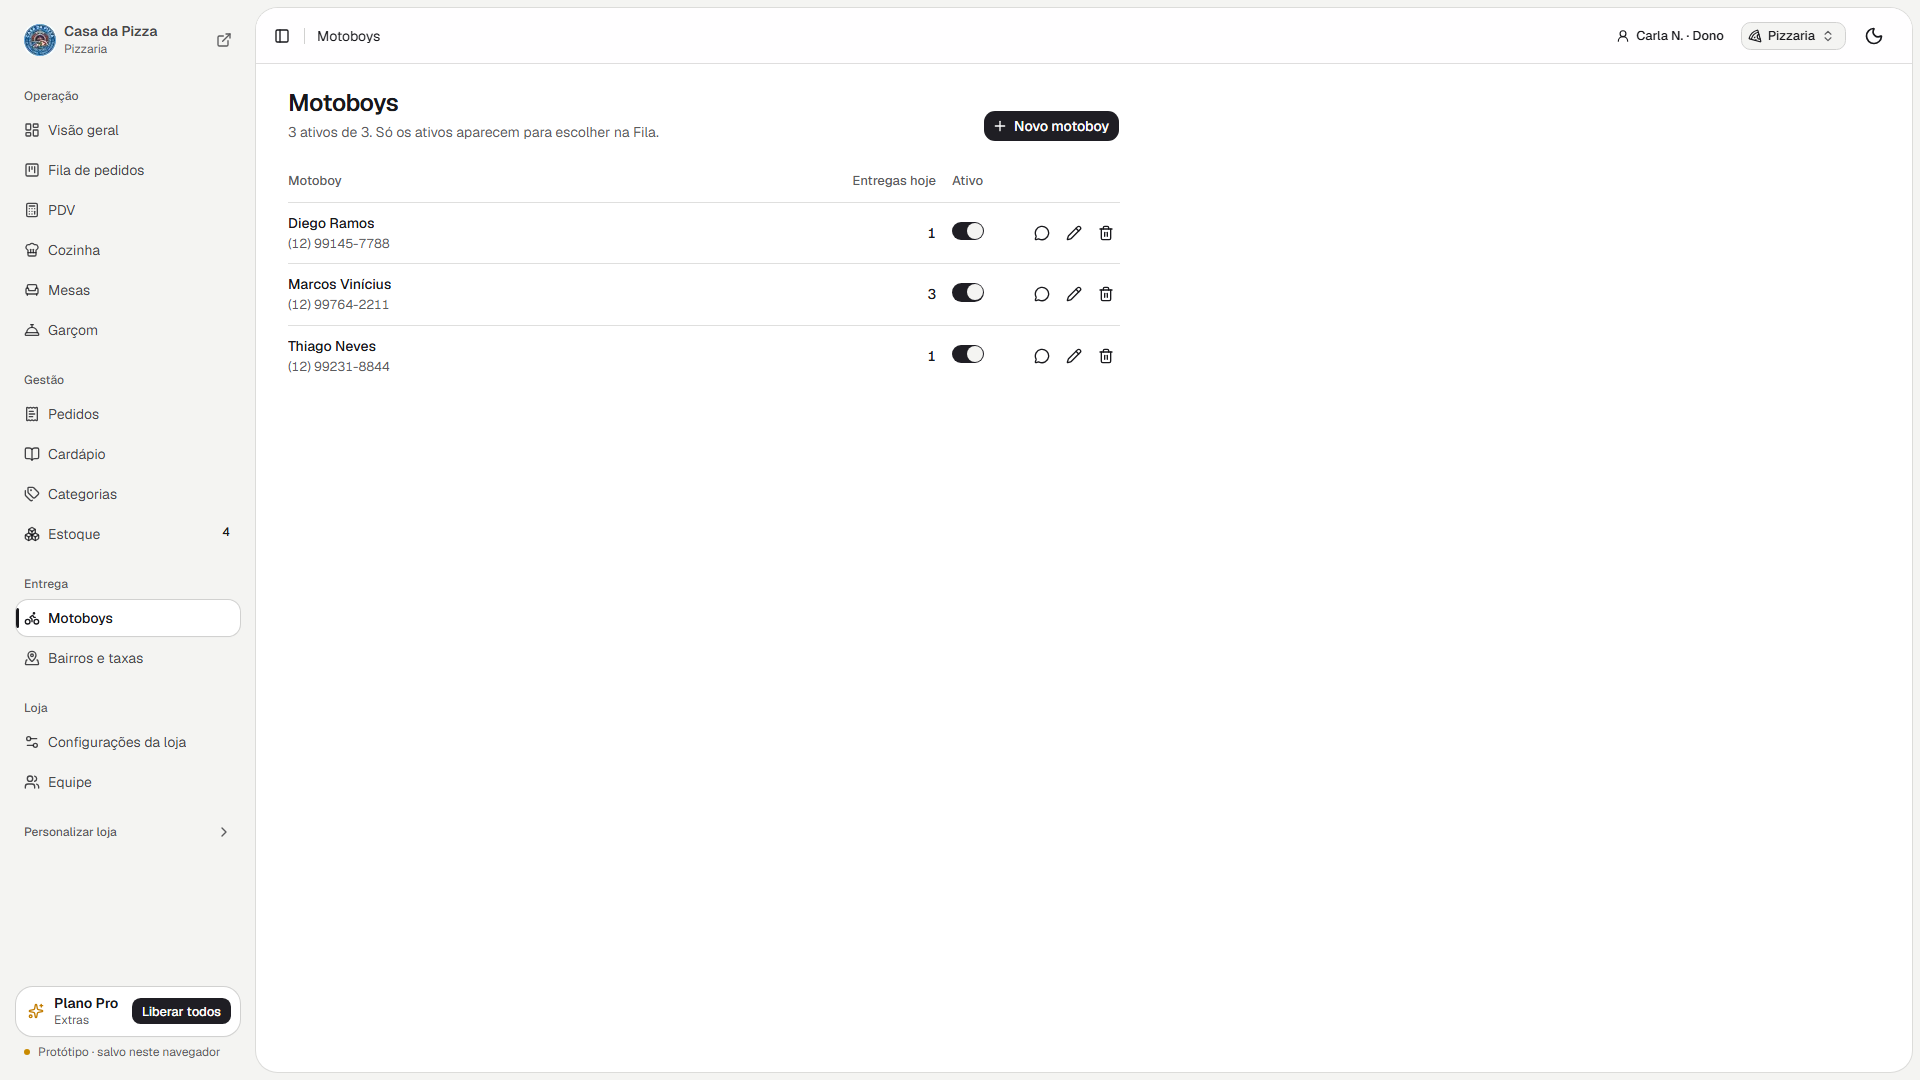 Casa da Pizza
Pizzaria
Operação
Visão geral
Fila de pedidos
PDV
Cozinha
Mesas
Garçom
Gestão
Pedidos
Cardápio
Categorias
Estoque 4
Entrega
Motoboys
Bairros e taxas
Loja
Configurações da loja
Equipe
Personalizar loja
Plano Pro
Extras
Liberar todos
Protótipo · salvo neste navegador
Motoboys
Carla N. · Dono
Pizzaria
Motoboys
3 ativos de 3. Só os ativos aparecem para escolher na Fila.
Novo motoboy
Motoboy Entregas hoje Ativo
Diego Ramos
(12) 99145-7788
1
Marcos Vinícius
(12) 99764-2211
3
Thiago Neves
(12) 99231-8844
1